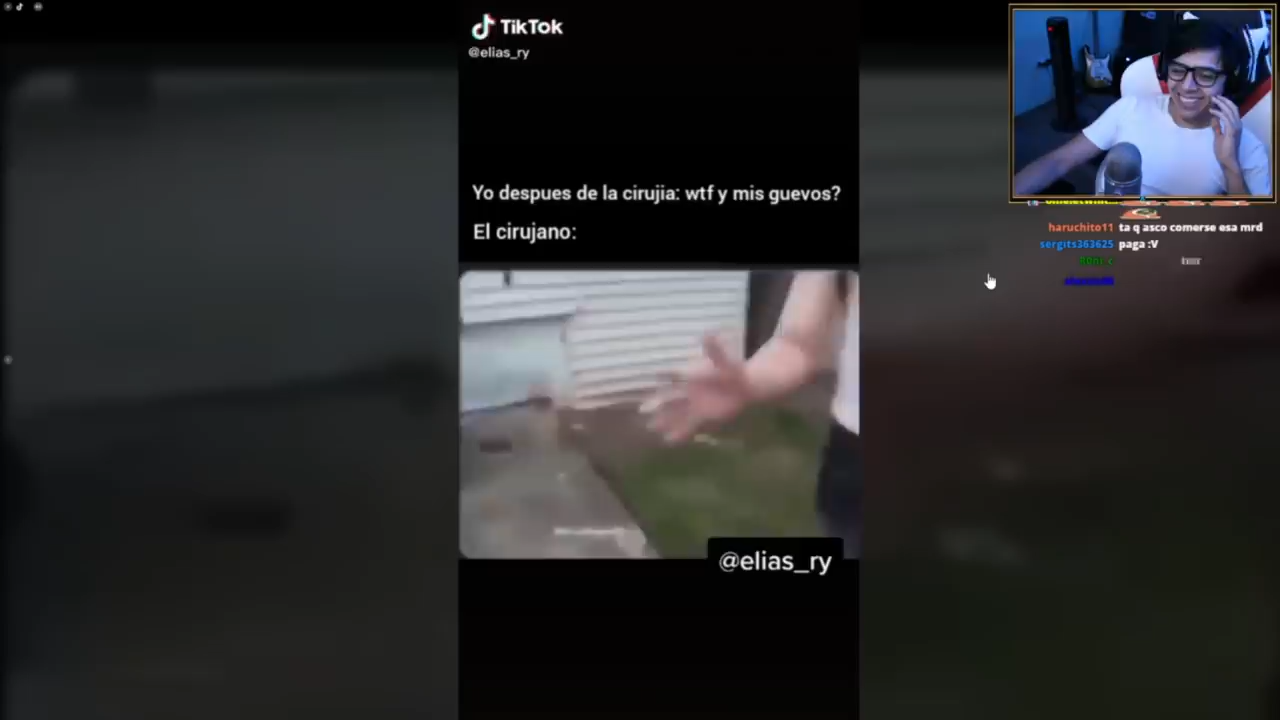 TikTok
@elias_ry
Yo despues de la cirujia: wtf y mis guevos?
El cirujano:
@elias_ry
haruchito11 ta q asco comerse esa mrd
sergits363625 paga :V